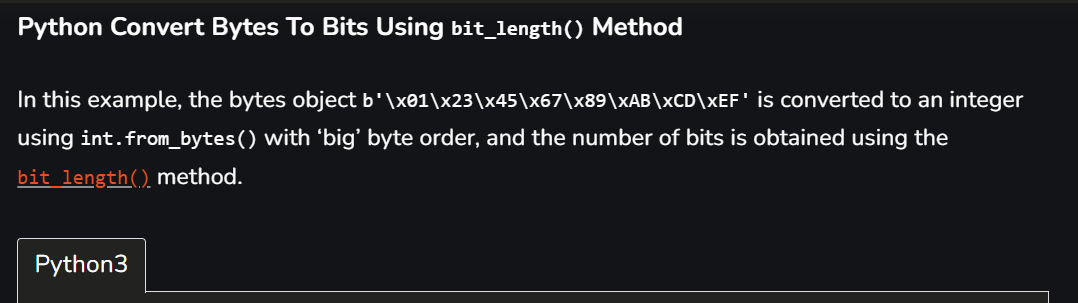 Python Convert Bytes To Bits Using bit_length() Method
In this example, the bytes object b'\x01\x23\x45\x67\x89\xAB\xCD\xEF' is converted to an integer
using int.from_bytes() with ‘big’ byte order, and the number of bits is obtained using the
bit_length() method.
Python3